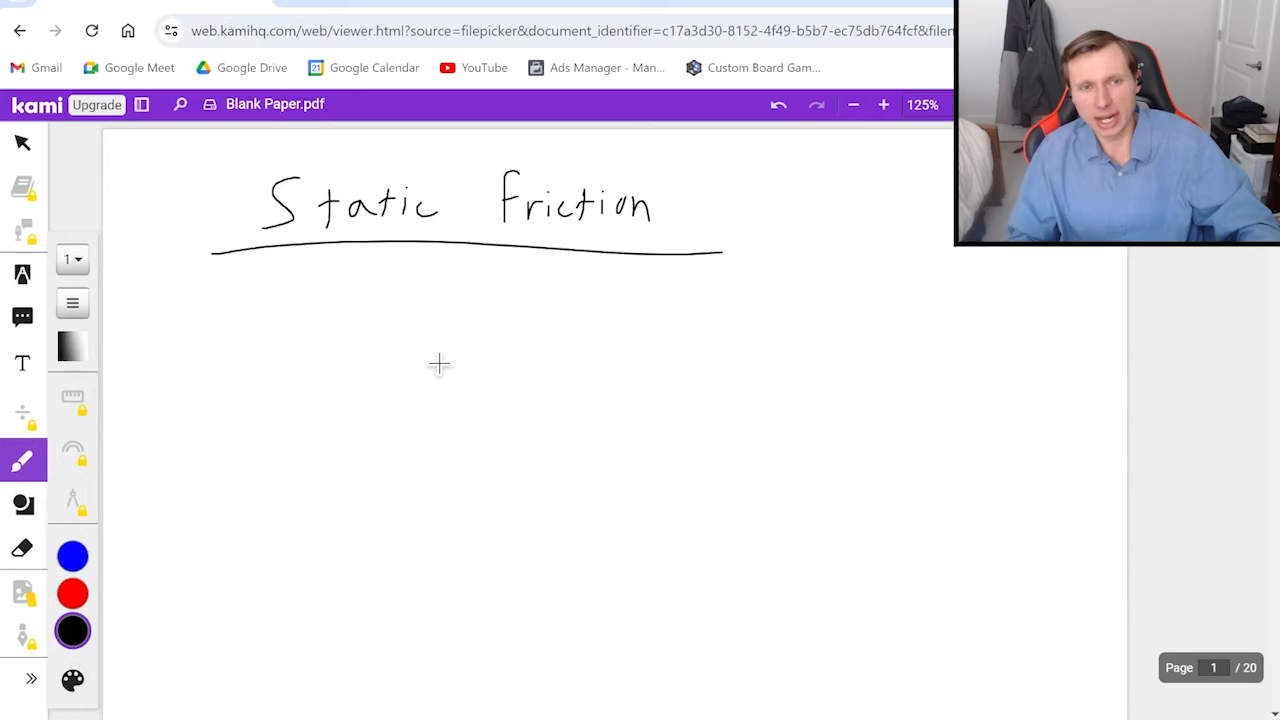 web.kamihq.com/web/viewer.html?source=filepicker&document_identifier=c17a3d30-8152-4f49-b5b7-ec75db764fcf&filen
Gmail Google Meet Google Drive 31 Google Calendar YouTube Ads Manager - Man... Custom Board Gam...
kami Upgrade Blank Paper.pdf 125%
Static friction
1
A
T
Page 1 / 20